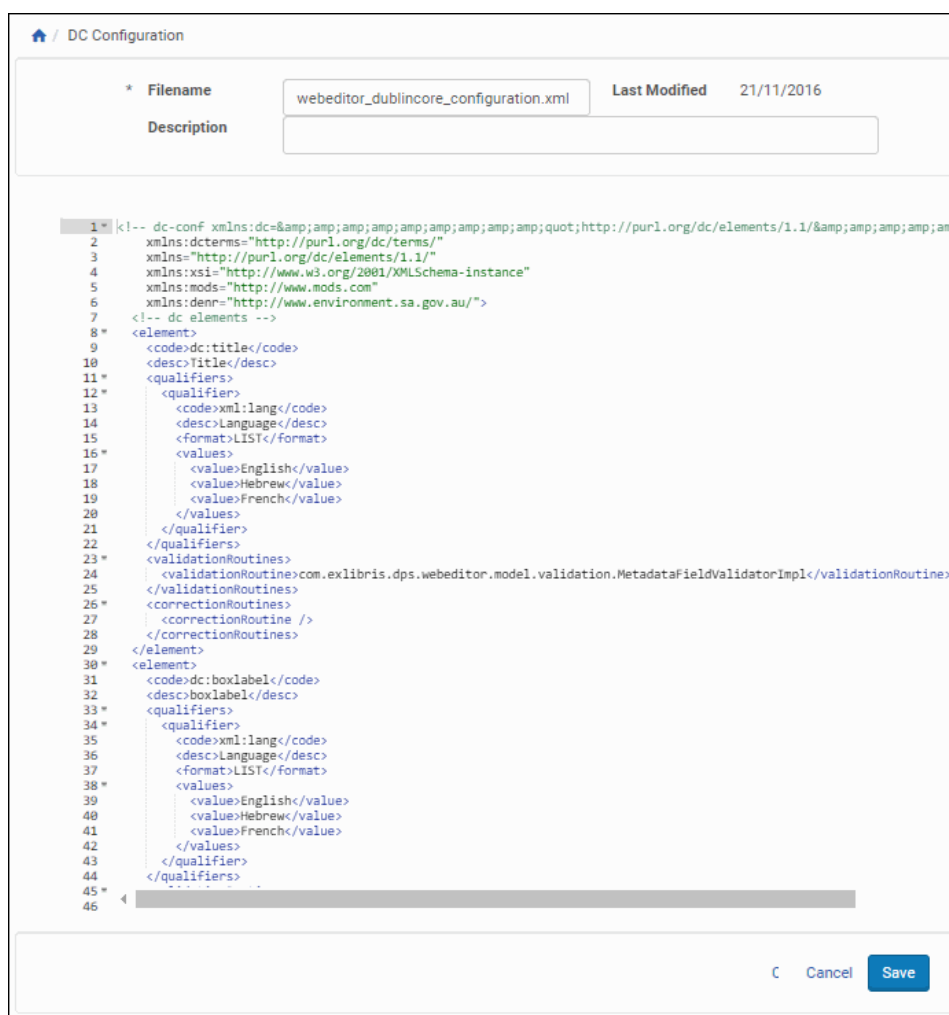 / DC Configuration
* Filename webeditor_dublincore_configuration.xml Last Modified 21/11/2016
Description
1 <!-- dc-conf xmlns:dc=&amp;amp;amp;amp;amp;amp;amp;amp;amp;quot;http://purl.org/dc/elements/1.1/&amp;amp;amp;amp;am
2 xmlns:dcterms="http://purl.org/dc/terms/"
3 xmlns="http://purl.org/dc/elements/1.1/"
4 xmlns:xsi="http://www.w3.org/2001/XMLSchema-instance"
5 xmlns:mods="http://www.mods.com"
6 xmlns:denr="http://www.environment.sa.gov.au/">
7 <!-- dc elements -->
8 <element>
9 <code>dc:title</code>
10 <desc>Title</desc>
11 <qualifiers>
12 <qualifier>
13 <code>xml:lang</code>
14 <desc>Language</desc>
15 <format>LIST</format>
16 <values>
17 <value>English</value>
18 <value>Hebrew</value>
19 <value>French</value>
20 </values>
21 </qualifier>
22 </qualifiers>
23 <validationRoutines>
24 <validationRoutine>com.exlibris.dps.webeditor.model.validation.MetadataFieldValidatorImpl</validationRoutine>
25 </validationRoutines>
26 <correctionRoutines>
27 <correctionRoutine />
28 </correctionRoutines>
29 </element>
30 <element>
31 <code>dc:boxlabel</code>
32 <desc>boxlabel</desc>
33 <qualifiers>
34 <qualifier>
35 <code>xml:lang</code>
36 <desc>Language</desc>
37 <format>LIST</format>
38 <values>
39 <value>English</value>
40 <value>Hebrew</value>
41 <value>French</value>
42 </values>
43 </qualifier>
44 </qualifiers>
45
46
C Cancel Save